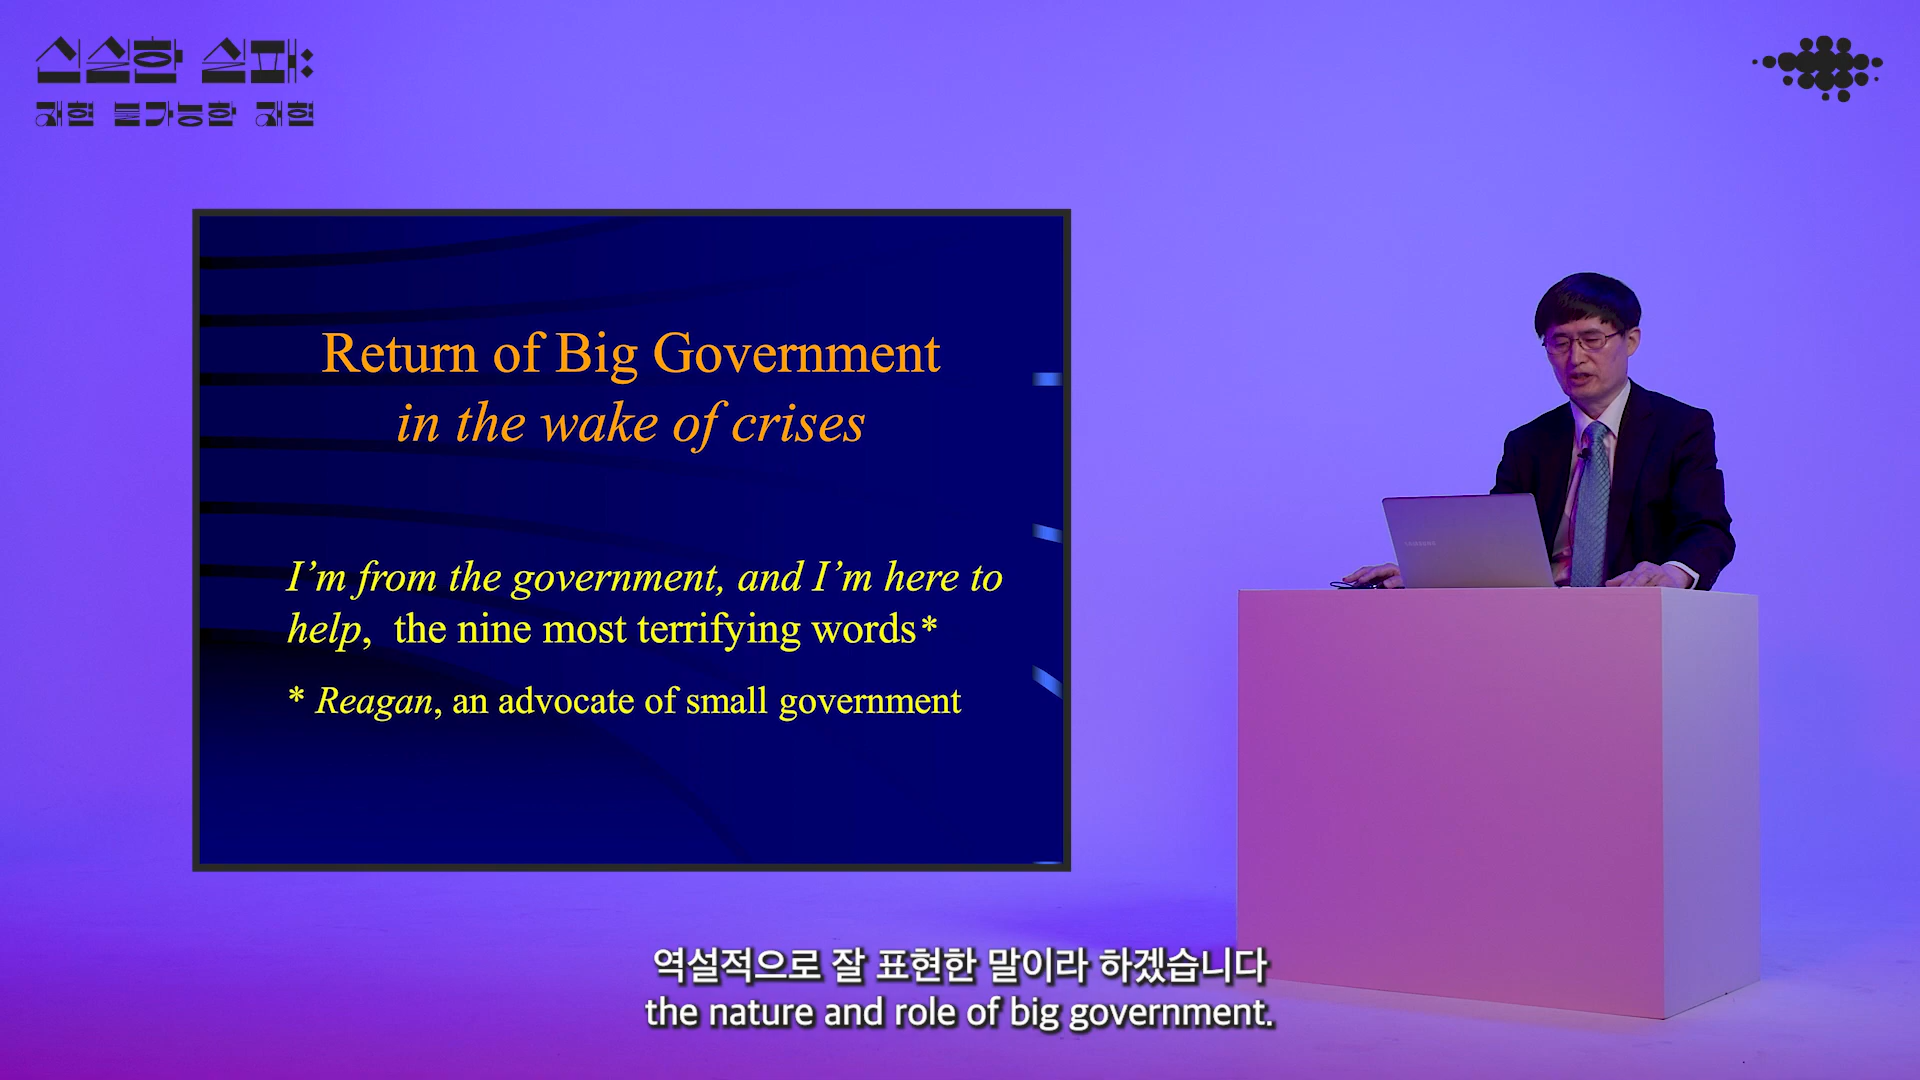 신실한 실패:
재현 불가능한 재현
Return of Big Government
in the wake of crises
I’m from the government, and I’m here to
help,  the nine most terrifying words*
* Reagan, an advocate of small government
SAMSUNG
역설적으로 잘 표현한 말이라 하겠습니다
the nature and role of big government.